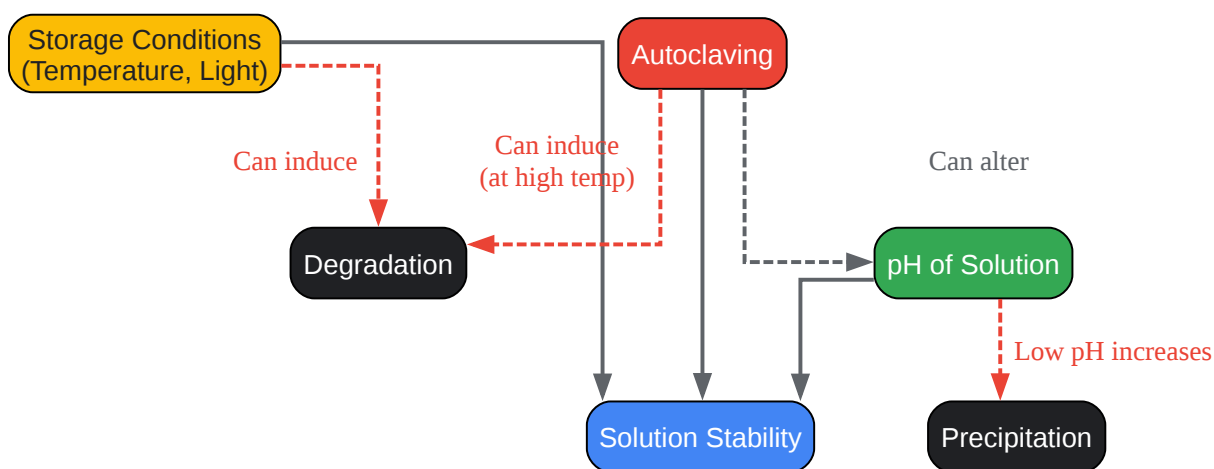 Storage Conditions
(Temperature, Light)
Autoclaving
Can induce
Can induce
(at high temp)
Can alter
Degradation
pH of Solution
Low pH increases
Solution Stability
Precipitation